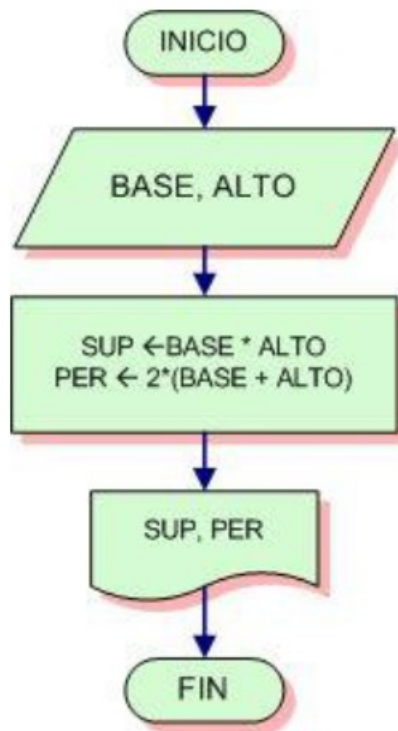 INICIO
BASE, ALTO
SUP ←BASE * ALTO
PER ← 2*(BASE + ALTO)
SUP, PER
FIN